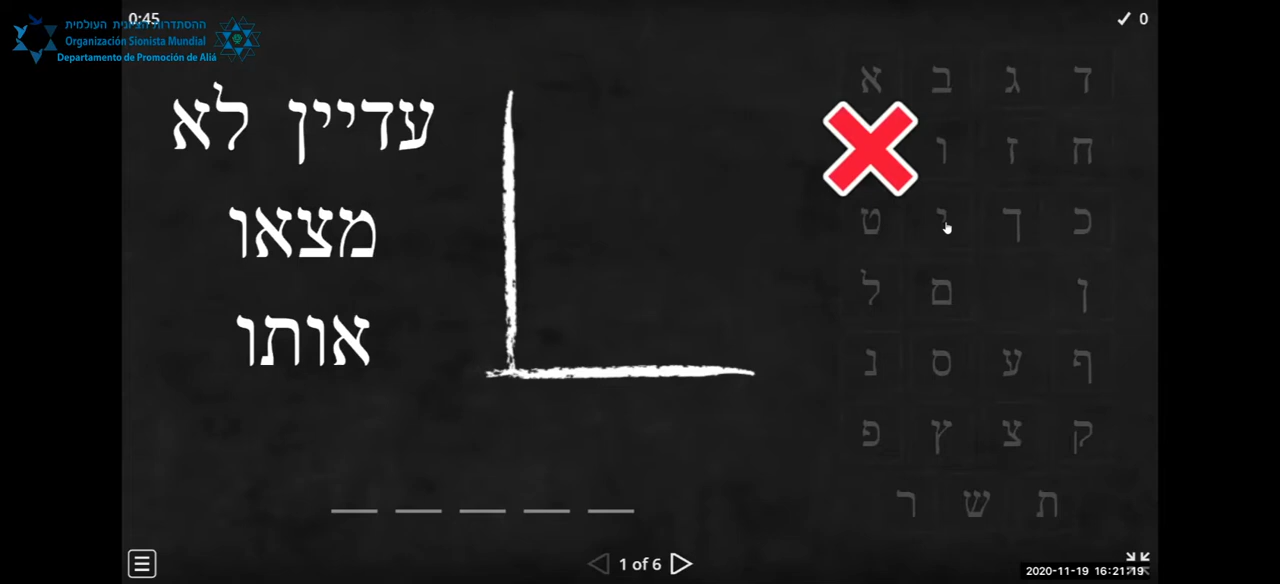 0:45
ההסתדרות הציונית העולמית
Organización Sionista Mundial
Departamento de Promoción de Aliá
✓ 0
עדיין לא
מצאו
אותו
א ב ג ד
ו ז ח
ט י ך כ
ל ם ן
נ ס ע ף
פ ץ צ ק
ר ש ת
1 of 6
2020-11-19 16:21:19